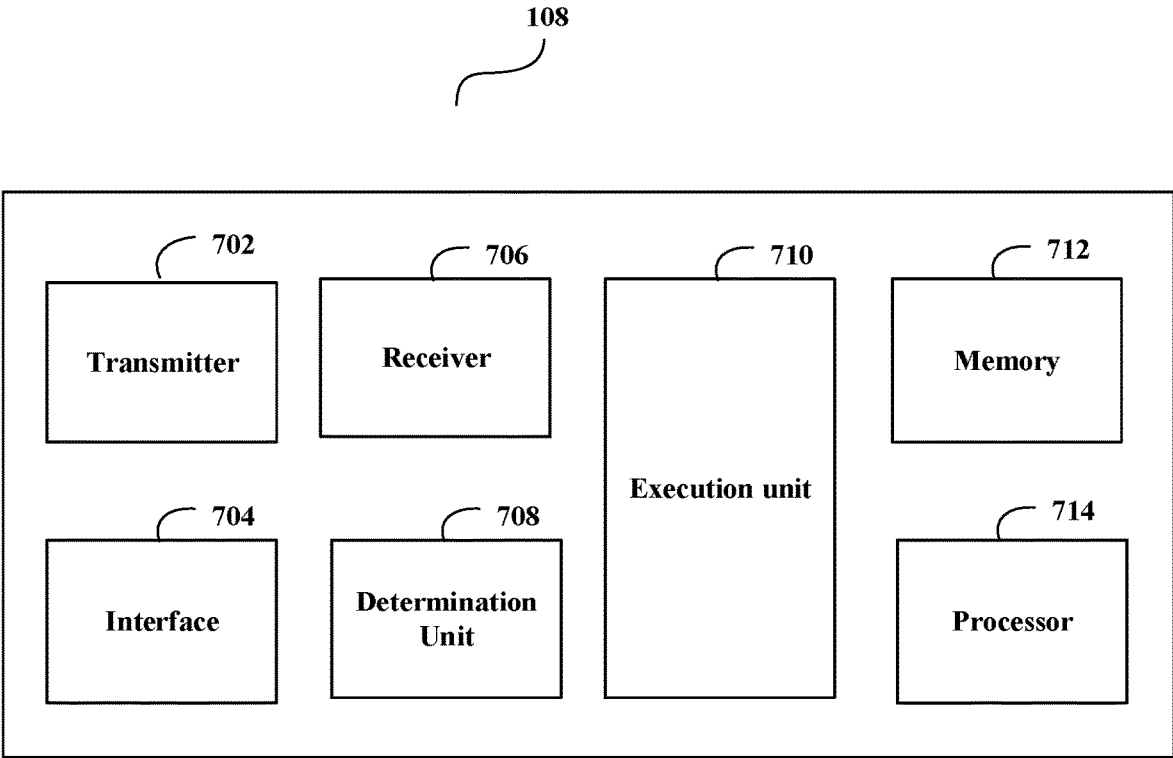 108
702
Transmitter
706
Receiver
710
Execution unit
712
Memory
704
Interface
708
Determination
Unit
714
Processor